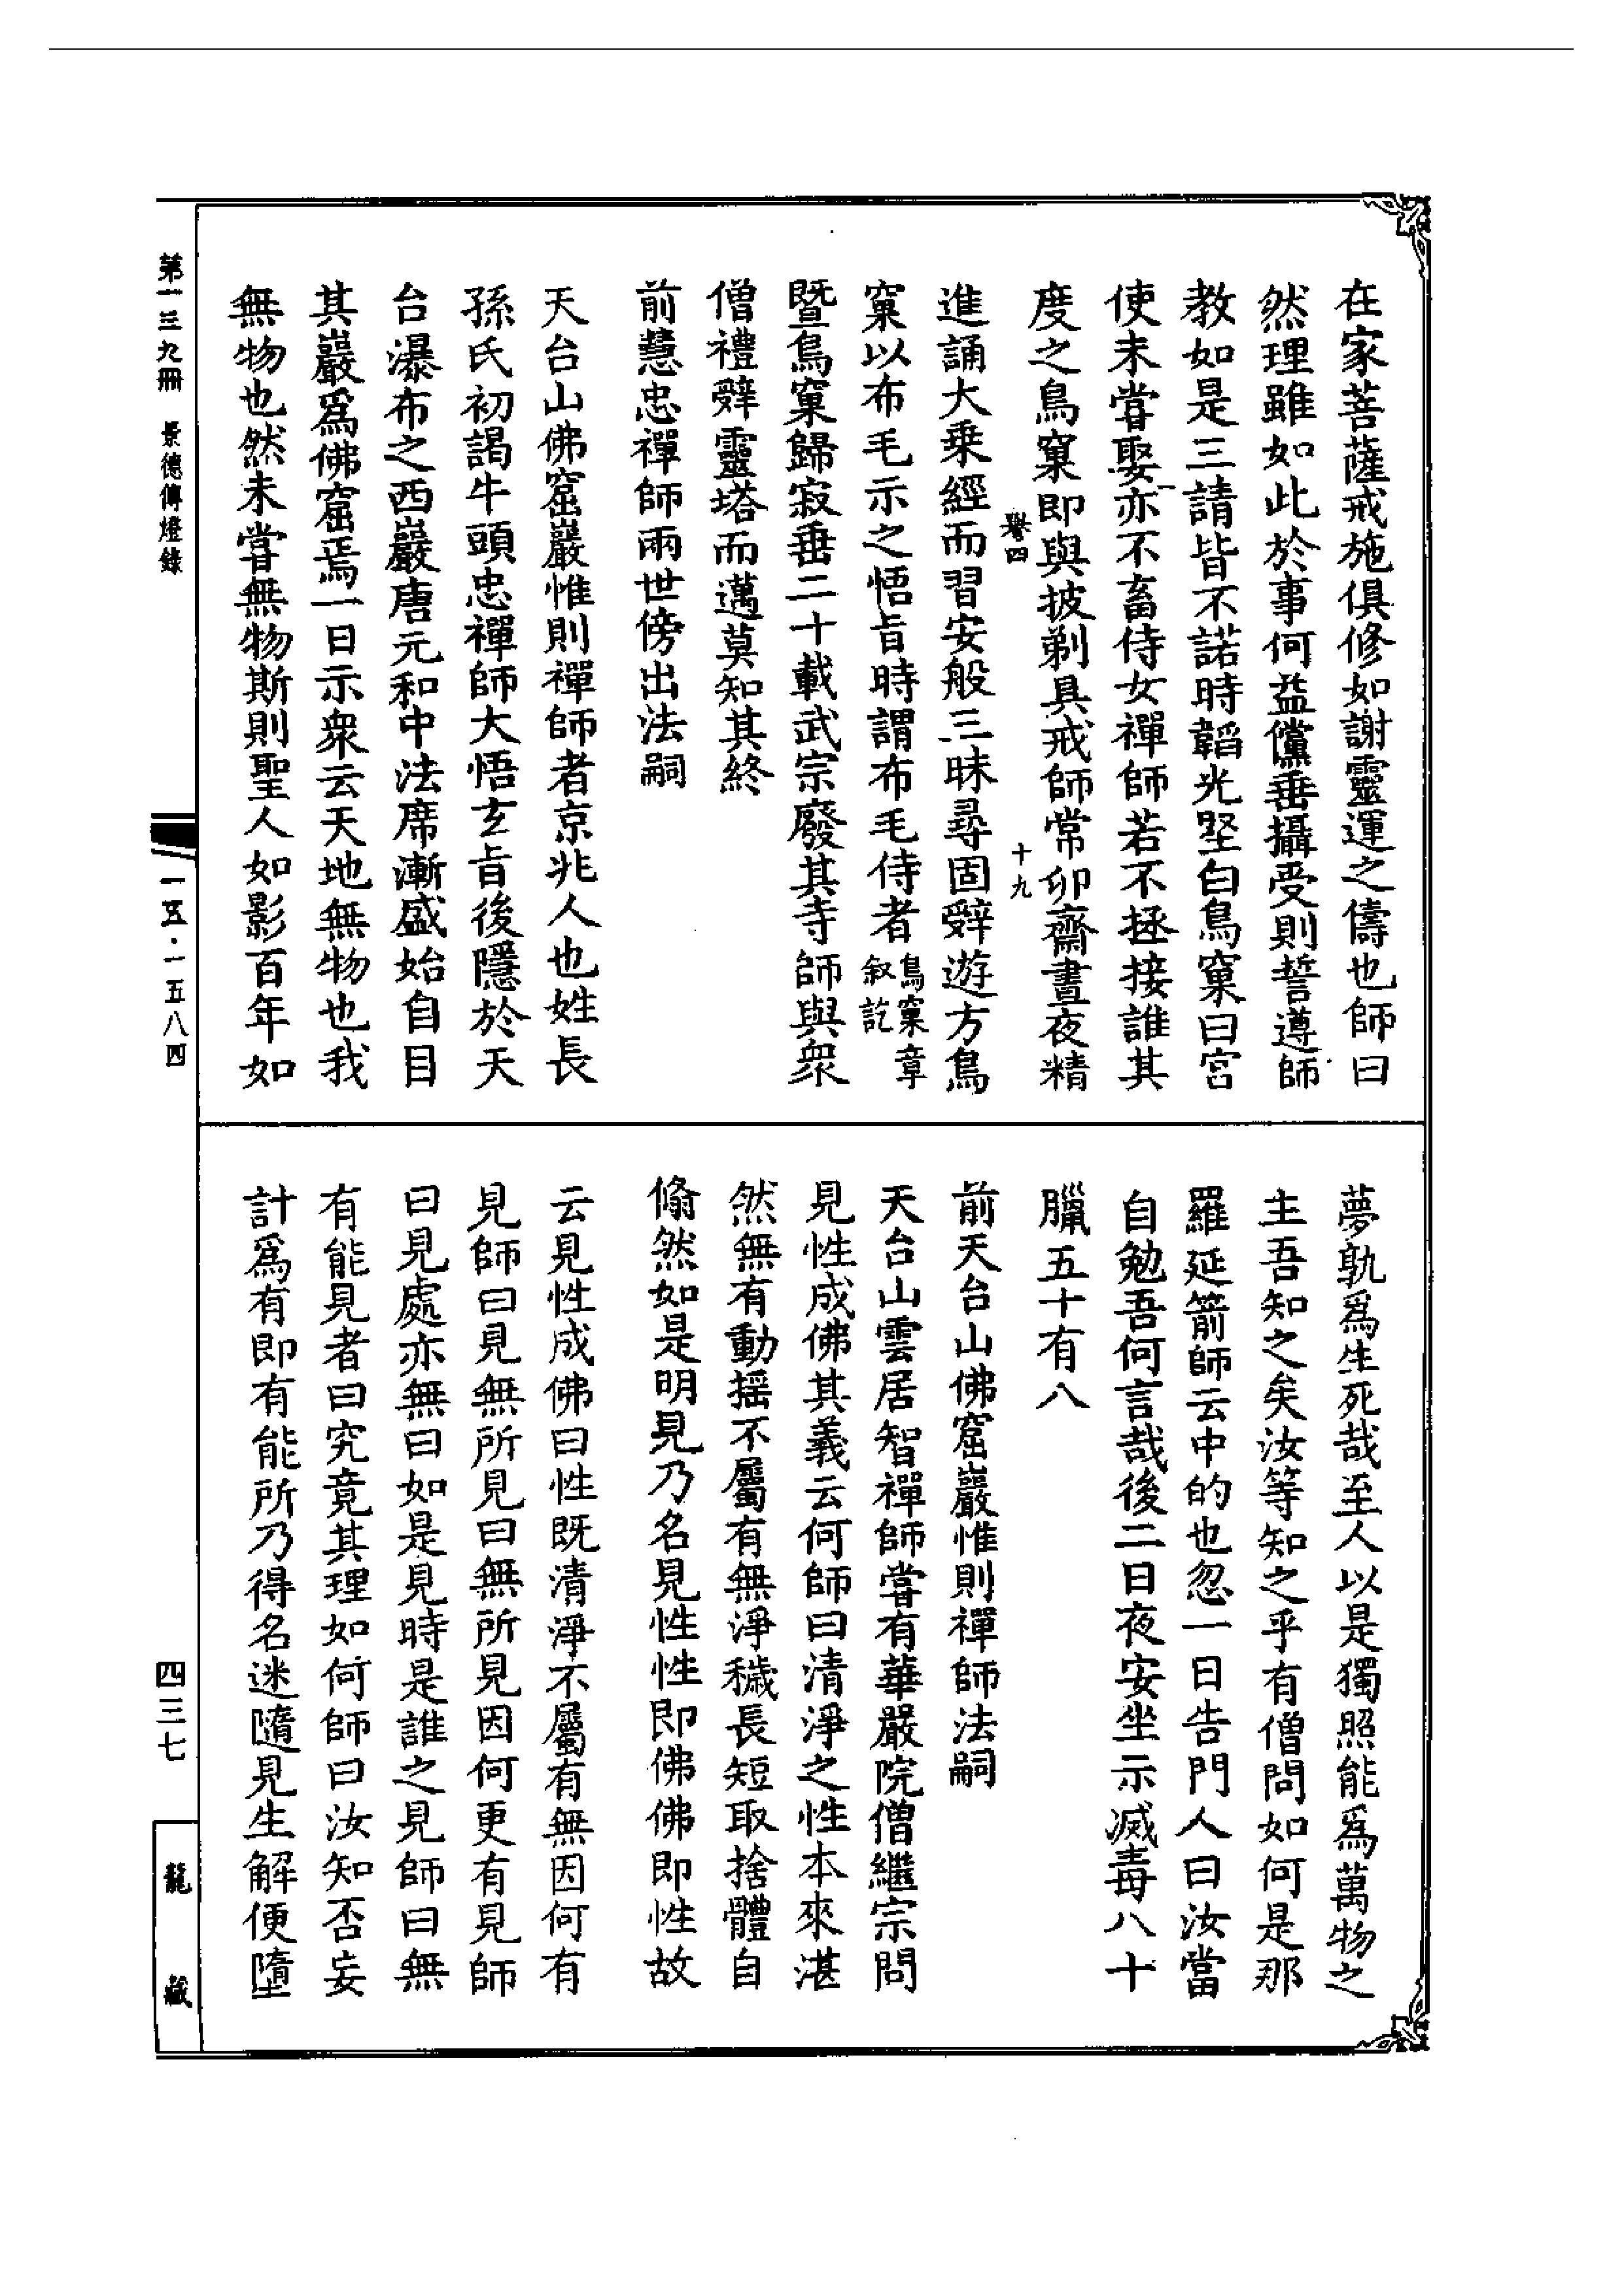 在家菩薩戒施俱修如謝靈運之儔也師曰
然理雖如此於事何益儻垂攝受則誓遵師
教如是三請皆不諾時韜光堅白鳥窠曰宮
使未嘗娶亦不畜侍女禪師若不拯接誰其
度之鳥窠即與披剃具戒師常卯齋晝夜精
譽四
十九
進誦大乗經而習安般三昧尋固辭遊方鳥
窠以布毛示之悟旨時謂布毛侍者鳥窠章叙訖
暨鳥窠歸寂垂二十載武宗廢其寺師與衆
僧禮辭靈塔而邁莫知其終
前慧忠禪師兩世傍出法嗣
天台山佛窟巖惟則禪師者京兆人也姓長
孫氏初謁牛頭忠禪師大悟玄旨後隱於天
台瀑布之西巖唐元和中法席漸盛始自目
其巖爲佛窟焉一日示衆云天地無物也我
無物也然未嘗無物斯則聖人如影百年如
夢孰爲生死哉至人以是獨照能爲萬物之
主吾知之矣汝等知之乎有僧問如何是那
羅延箭師云中的也忽一日告門人曰汝當
自勉吾何言哉後二日夜安坐示滅壽八十
臘五十有八
前天台山佛窟巖惟則禪師法嗣
天台山雲居智禪師嘗有華嚴院僧繼宗問
見性成佛其義云何師曰清淨之性本來湛
然無有動搖不屬有無淨穢長短取捨體自
翛然如是明見乃名見性性即佛佛即性故
云見性成佛曰性既清淨不屬有無因何有
見師曰見無所見曰無所見因何更有見師
曰見處亦無曰如是見時是誰之見師曰無
有能見者曰究竟其理如何師曰汝知否妄
計爲有即有能所乃得名迷隨見生解便墮
第一三九冊 景德傳燈錄
一五·一五八四
四三七
龍藏